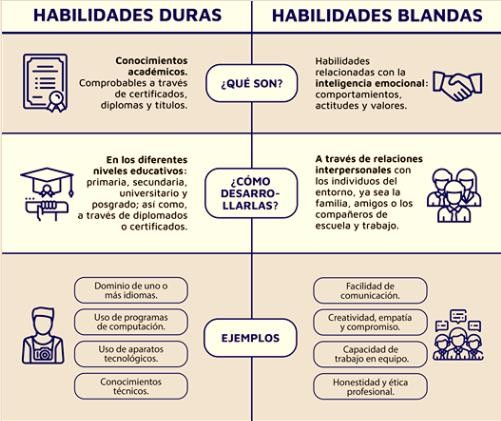 HABILIDADES DURAS
HABILIDADES BLANDAS
Conocimientos
académicos.
Comprobables a través
de certificados,
diplomas y títulos.
¿QUÉ SON?
Habilidades
relacionadas con la
inteligencia emocional:
comportamientos,
actitudes y valores.
En los diferentes
niveles educativos:
primaria, secundaria,
universitario y
posgrado; así como,
a través de diplomados
o certificados.
¿CÓMO
DESARRO-
LLARLAS?
A través de relaciones
interpersonales con
los individuos del
entorno, ya sea la
familia, amigos o los
compañeros de
escuela y trabajo.
Dominio de uno o
más idiomas.
Uso de programas
de computación.
Uso de aparatos
tecnológicos.
Conocimientos
técnicos.
EJEMPLOS
Facilidad de
comunicación.
Creatividad, empatía
y compromiso.
Capacidad de
trabajo en equipo.
Honestidad y ética
profesional.